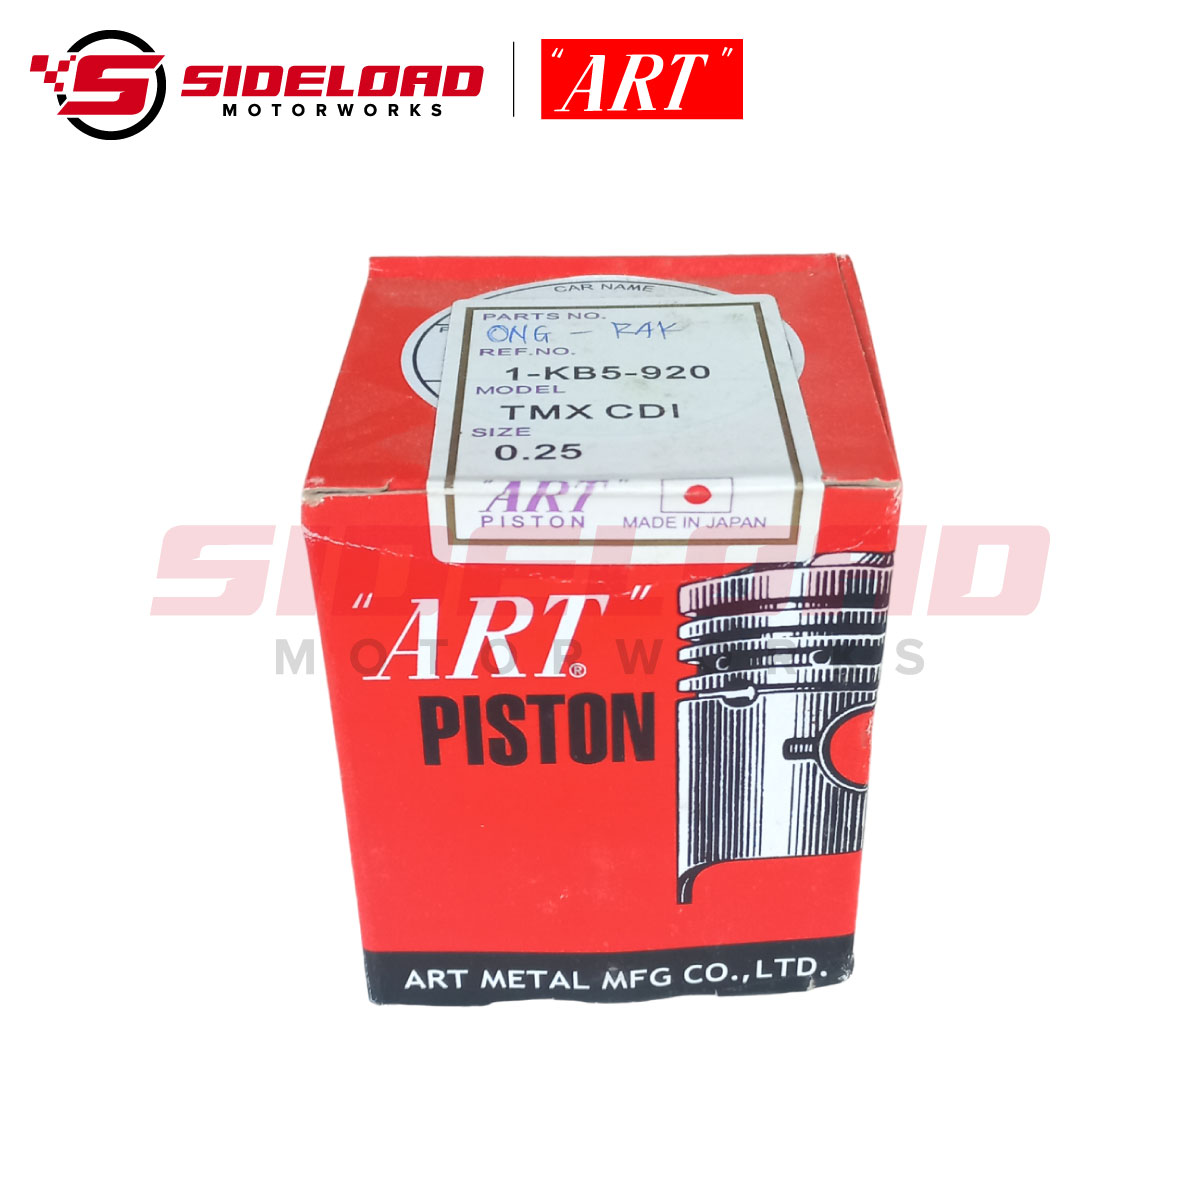 SIDELOAD
MOTORWORKS
"ART"
CAR NAME
PARTS NO.
ONG - RAK
REF.NO.
1-KB5-920
MODEL
TMX CDI
SIZE
0.25
"ART"
PISTON
MADE IN JAPAN
SIDELOAD
MOTORWORKS
"ART"®
PISTON
ART METAL MFG CO.,LTD.